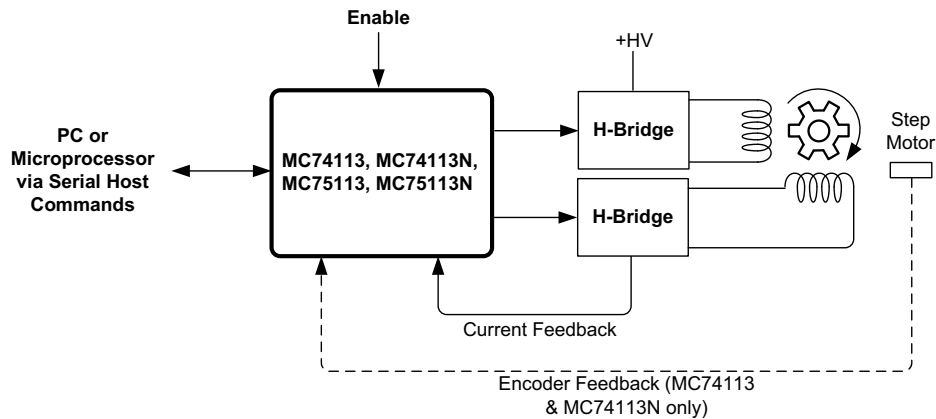 Enable
+HV
PC or
Microprocessor
via Serial Host
Commands
MC74113, MC74113N,
MC75113, MC75113N
H-Bridge
H-Bridge
Step
Motor
Current Feedback
Encoder Feedback (MC74113
& MC74113N only)